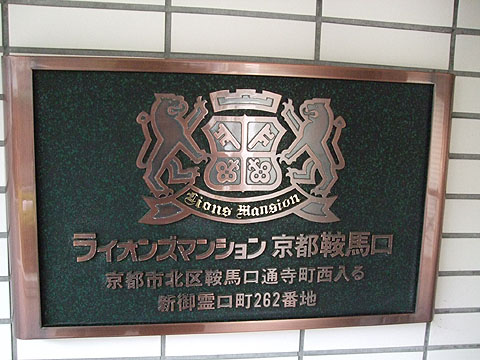 Lions Mansion
ライオンズマンション 京都鞍馬口
京都市北区鞍馬口通寺町西入る
新御霊口町262番地